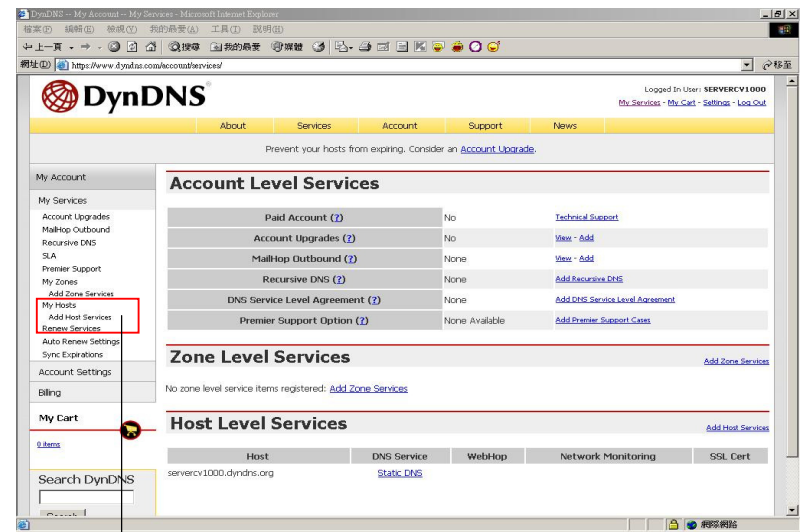 DynDNS -- My Account -- My Services - Microsoft Internet Explorer
檔案(F) 編輯(E) 檢視(V) 我的最愛(A) 工具(T) 說明(H)
上一頁 搜尋 我的最愛 媒體
網址(D) https://www.dyndns.com/account/services/ 移至
DynDNS
Logged In User: SERVERCV1000
My Services - My Cart - Settings - Log Out
About Services Account Support News
Prevent your hosts from expiring. Consider an Account Upgrade.
My Account
My Services
Account Upgrades
MailHop Outbound
Recursive DNS
SLA
Premier Support
My Zones
Add Zone Services
My Hosts
Add Host Services
Renew Services
Auto Renew Settings
Sync Expirations
Account Settings
Billing
My Cart
0 items
Search DynDNS
Search
Account Level Services
Paid Account (?) No Technical Support
Account Upgrades (?) No View - Add
MailHop Outbound (?) None View - Add
Recursive DNS (?) None Add Recursive DNS
DNS Service Level Agreement (?) None Add DNS Service Level Agreement
Premier Support Option (?) None Available Add Premier Support Cases
Zone Level Services
Add Zone Services
No zone level service items registered: Add Zone Services
Host Level Services
Add Host Services
Host DNS Service WebHop Network Monitoring SSL Cert
servercv1000.dyndns.org Static DNS
網際網路